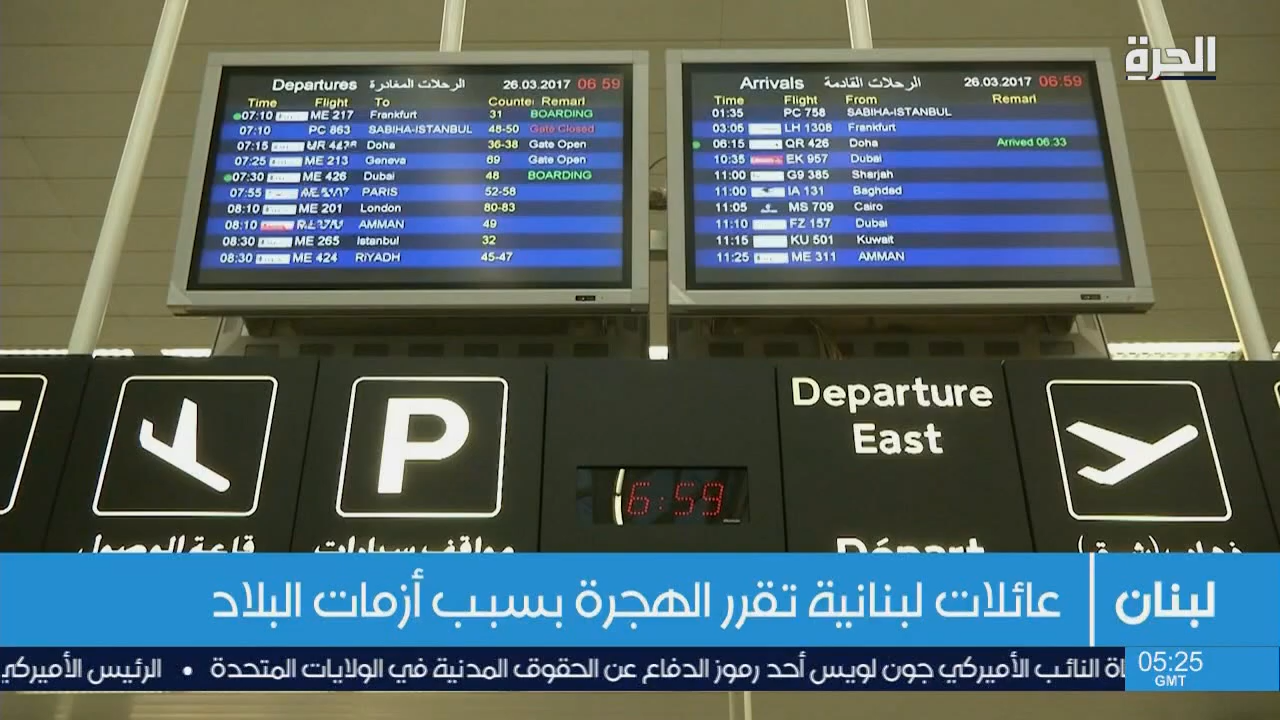 الحرة
Departures الرحلات المغادرة 26.03.2017 06 59
Time Flight To Counter Remarl
07:10 ME 217 Frankfurt 31 BOARDING
07:10 PC 863 SABIHA-ISTANBUL 48-50 Gate Closed
07:15 Doha 36-38 Gate Open
07:25 ME 213 Geneva 69 Gate Open
07:30 ME 426 Dubai 48 BOARDING
07:55 PARIS 52-58
08:10 ME 201 London 80-83
08:10 AMMAN 49
08:30 ME 265 Istanbul 32
08:30 ME 424 RIYADH 45-47
Arrivals الرحلات القادمة 26.03.2017 06:59
Time Flight From Remarl
01:35 PC 758 SABIHA-ISTANBUL
03:05 LH 1308 Frankfurt
06:15 QR 426 Doha Arrived 06:33
10:35 EK 957 Dubai
11:00 G9 385 Sharjah
11:00 IA 131 Baghdad
11:05 MS 709 Cairo
11:10 FZ 157 Dubai
11:15 KU 501 Kuwait
11:25 ME 311 AMMAN
P
6:59
Departure
East
قاعة الوصول
مواقف سيارات
Départ
ذهاب (شرق)
لبنان
عائلات لبنانية تقرر الهجرة بسبب أزمات البلاد
النائب الأميركي جون لويس أحد رموز الدفاع عن الحقوق المدنية في الولايات المتحدة • الرئيس الأميركي
05:25
GMT